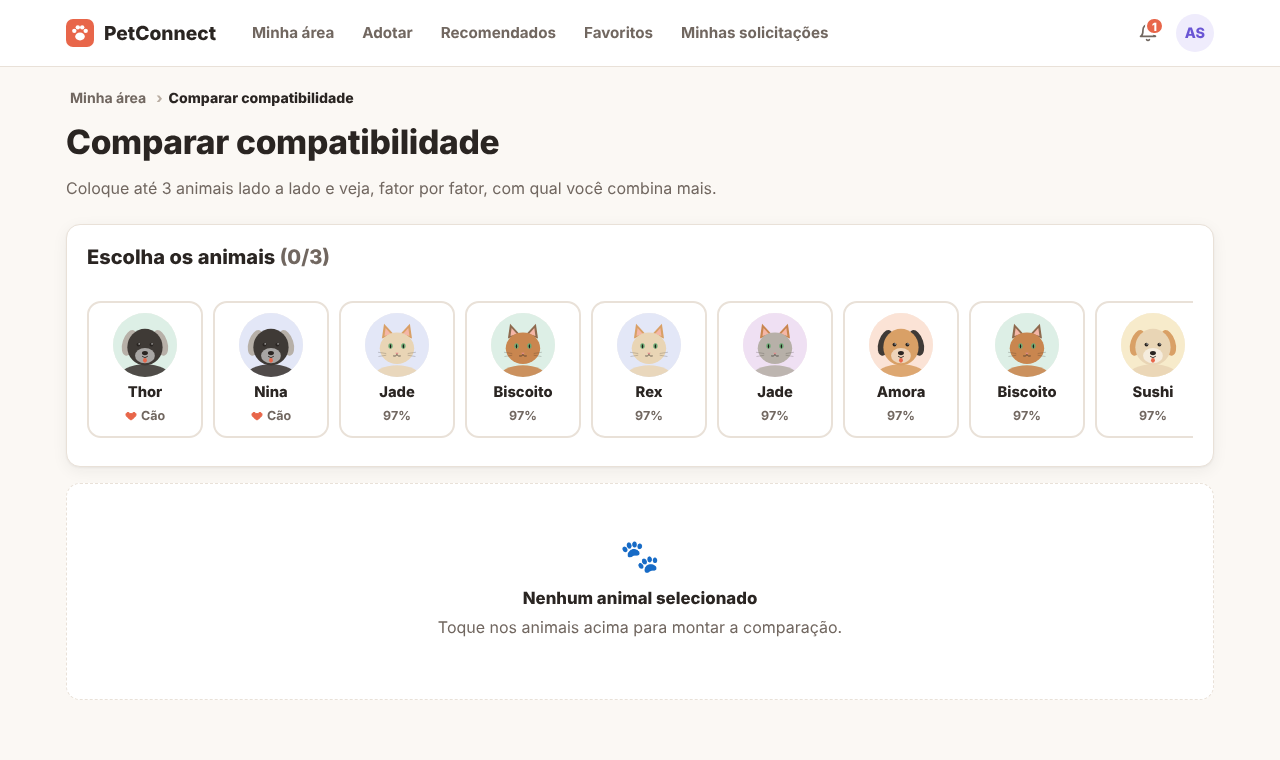 PetConnect
Minha área
Adotar
Recomendados
Favoritos
Minhas solicitações
1
AS
Minha área › Comparar compatibilidade
Comparar compatibilidade
Coloque até 3 animais lado a lado e veja, fator por fator, com qual você combina mais.
Escolha os animais (0/3)
Thor
Cão
Nina
Cão
Jade
97%
Biscoito
97%
Rex
97%
Jade
97%
Amora
97%
Biscoito
97%
Sushi
97%
Nenhum animal selecionado
Toque nos animais acima para montar a comparação.